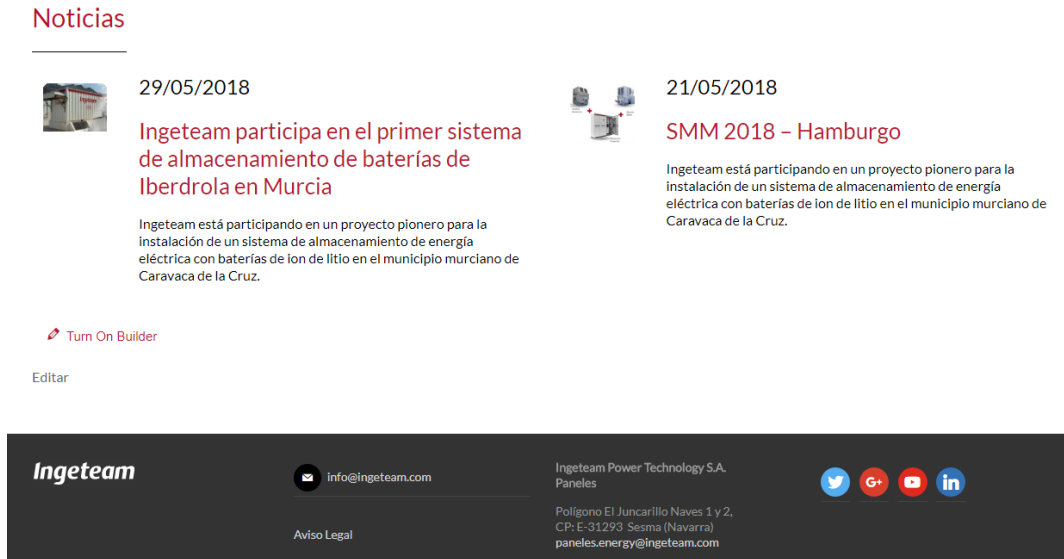 Noticias
29/05/2018
Ingeteam participa en el primer sistema
de almacenamiento de baterías de
Iberdrola en Murcia
Ingeteam está participando en un proyecto pionero para la
instalación de un sistema de almacenamiento de energía
eléctrica con baterías de ion de litio en el municipio murciano de
Caravaca de la Cruz.
21/05/2018
SMM 2018 – Hamburgo
Ingeteam está participando en un proyecto pionero para la
instalación de un sistema de almacenamiento de energía
eléctrica con baterías de ion de litio en el municipio murciano de
Caravaca de la Cruz.
Turn On Builder
Editar
Ingeteam
info@ingeteam.com
Aviso Legal
Ingeteam Power Technology S.A.
Paneles
Polígono El Juncarillo Naves 1 y 2,
CP: E-31293 Sesma (Navarra)
paneles.energy@ingeteam.com
G+
in